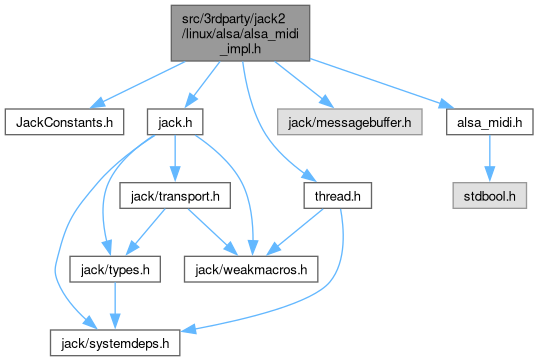 src/3rdparty/jack2
/linux/alsa/alsa_midi
_impl.h
JackConstants.h
jack.h
jack/messagebuffer.h
alsa_midi.h
jack/transport.h
thread.h
stdbool.h
jack/types.h
jack/weakmacros.h
jack/systemdeps.h